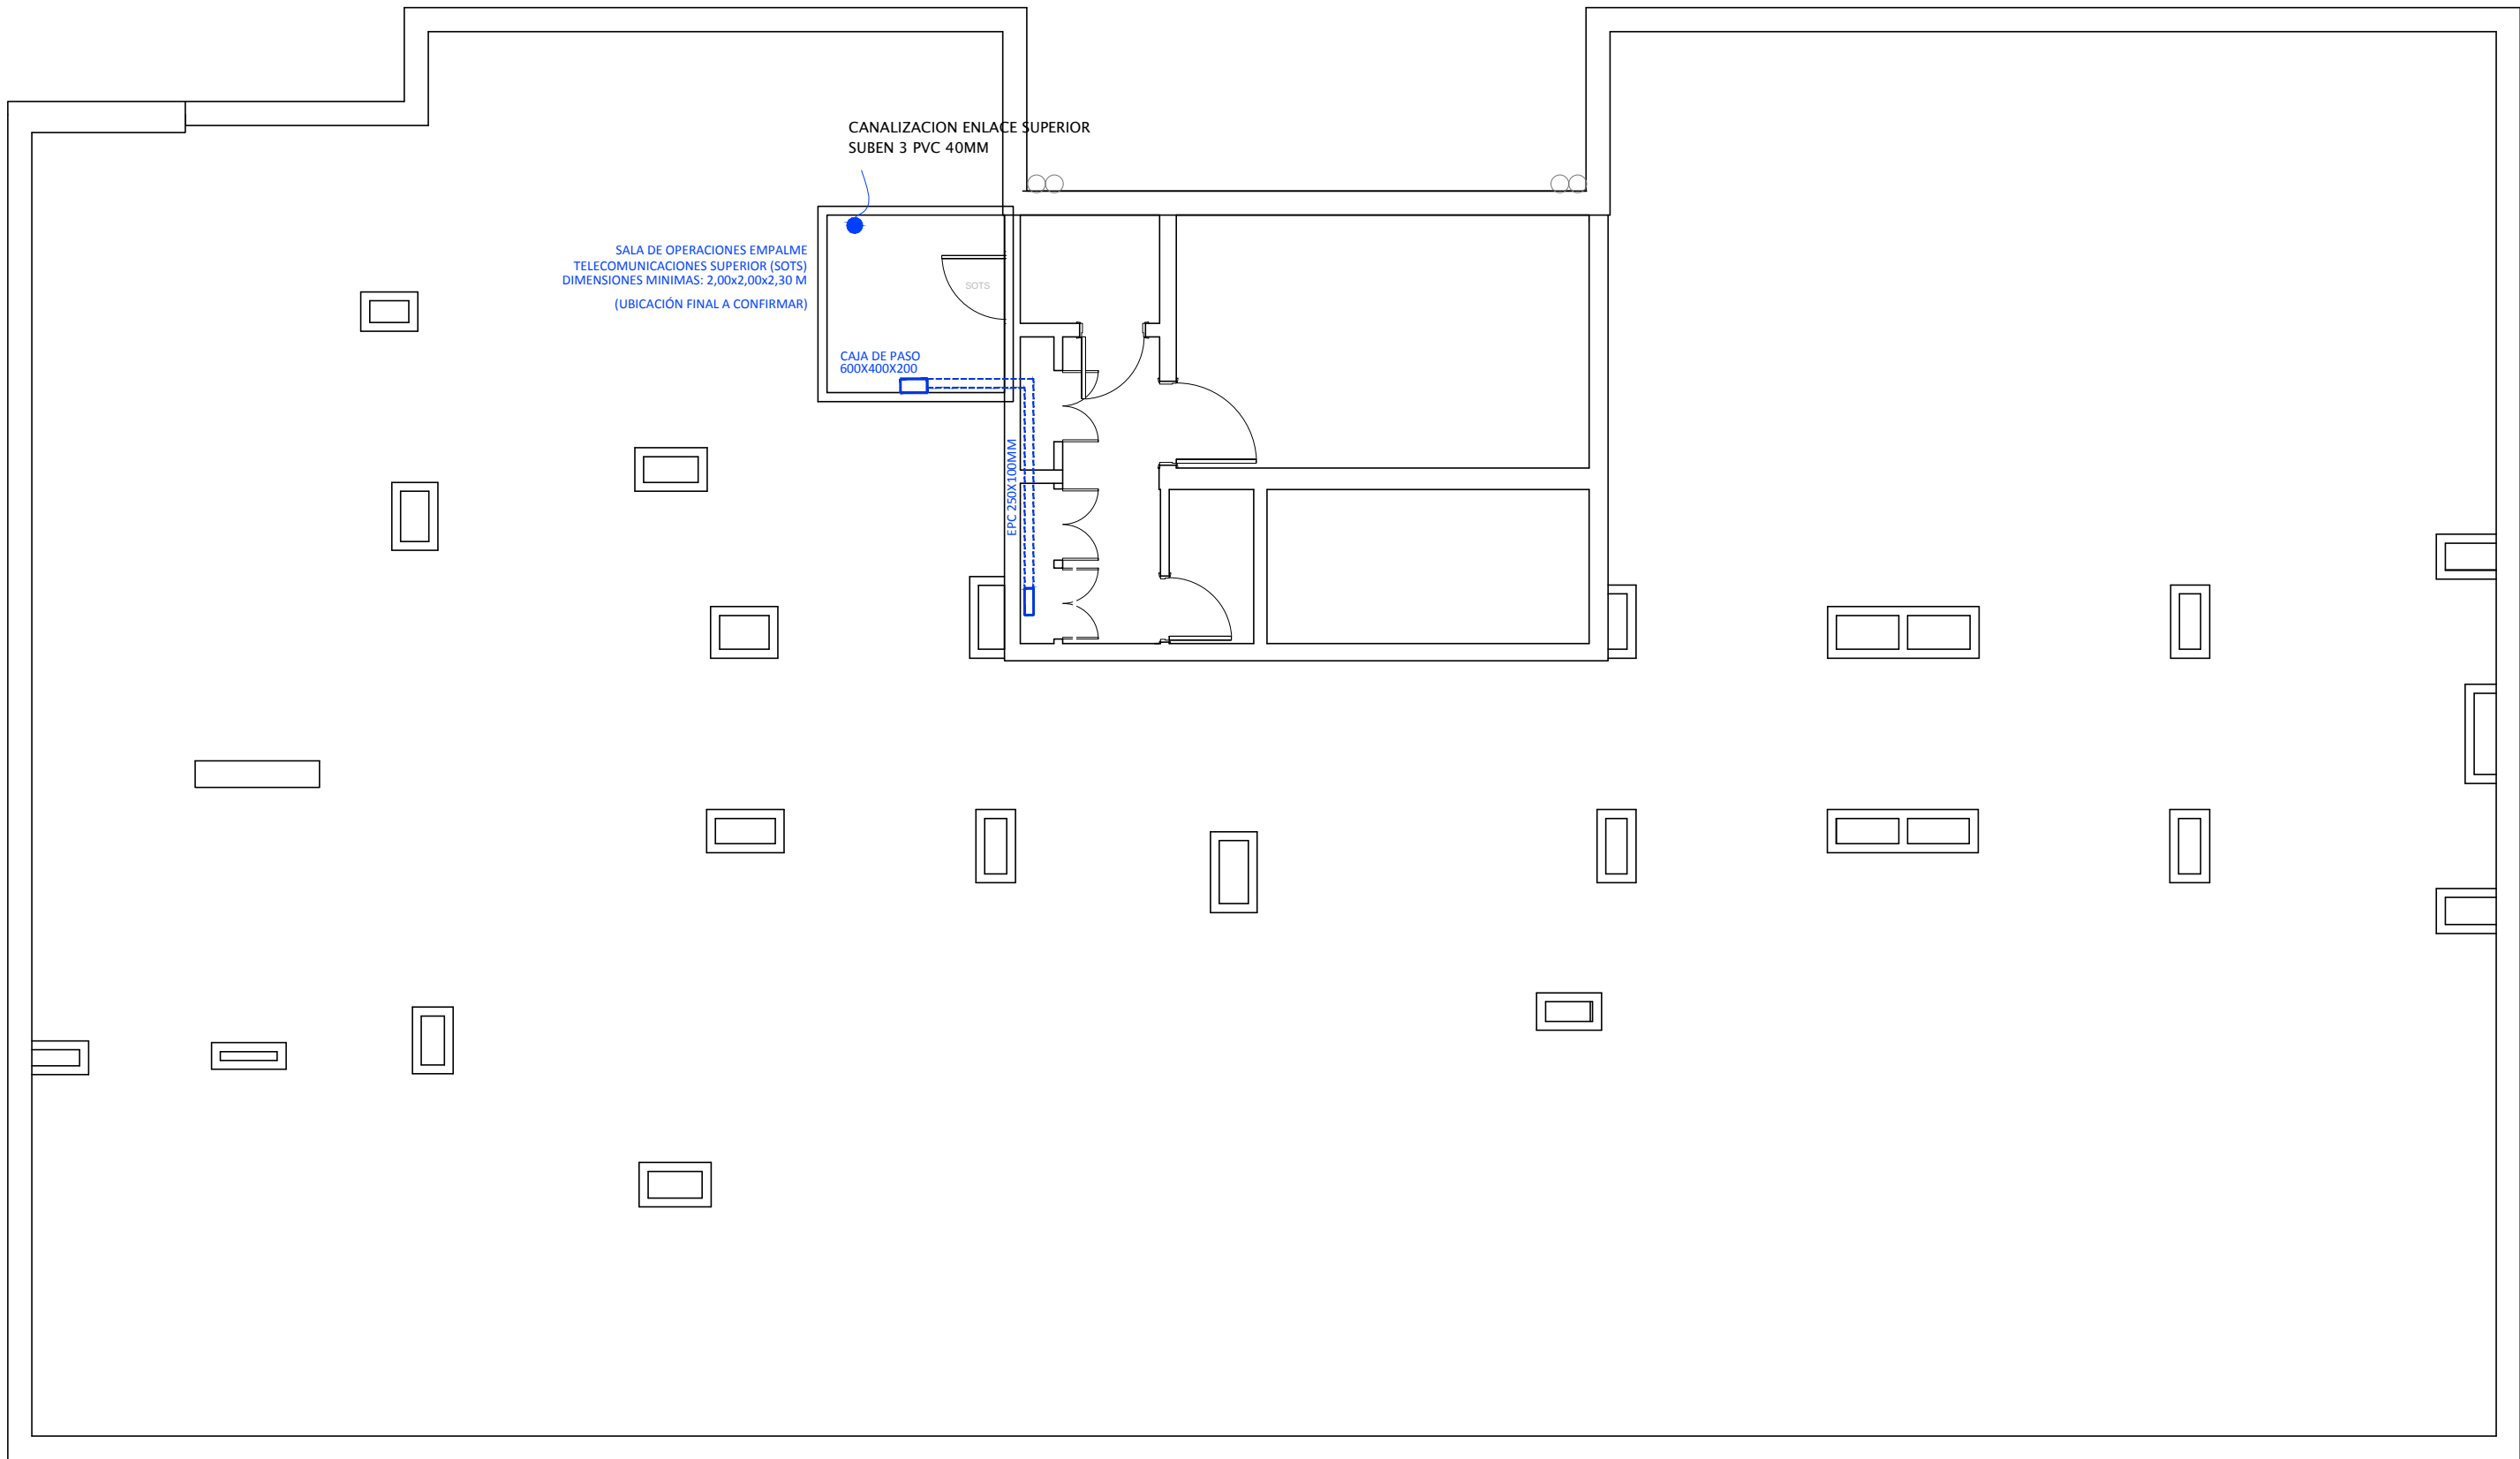 CANALIZACION ENLACE SUPERIOR
SUBEN 3 PVC 40MM
SALA DE OPERACIONES EMPALME
TELECOMUNICACIONES SUPERIOR (SOTS)
DIMENSIONES MINIMAS: 2,00x2,00x2,30 M
(UBICACIÓN FINAL A CONFIRMAR)
SOTS
CAJA DE PASO
600X400X200
EPC 250X100MM